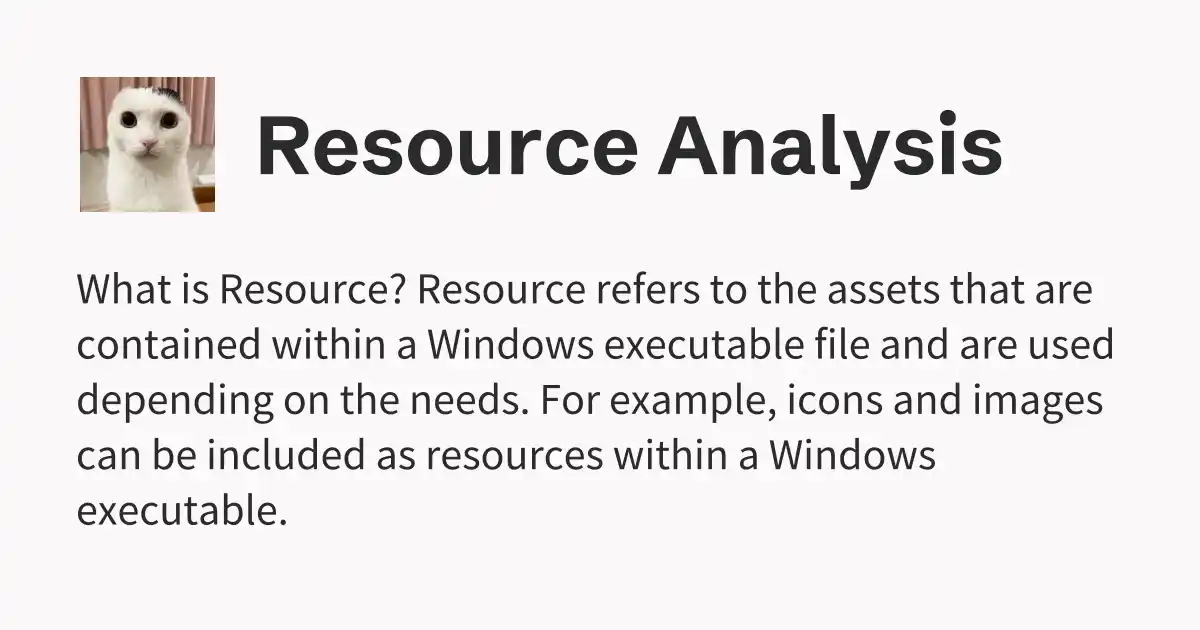 Resource Analysis
What is Resource? Resource refers to the assets that are
contained within a Windows executable file and are used
depending on the needs. For example, icons and images
can be included as resources within a Windows
executable.